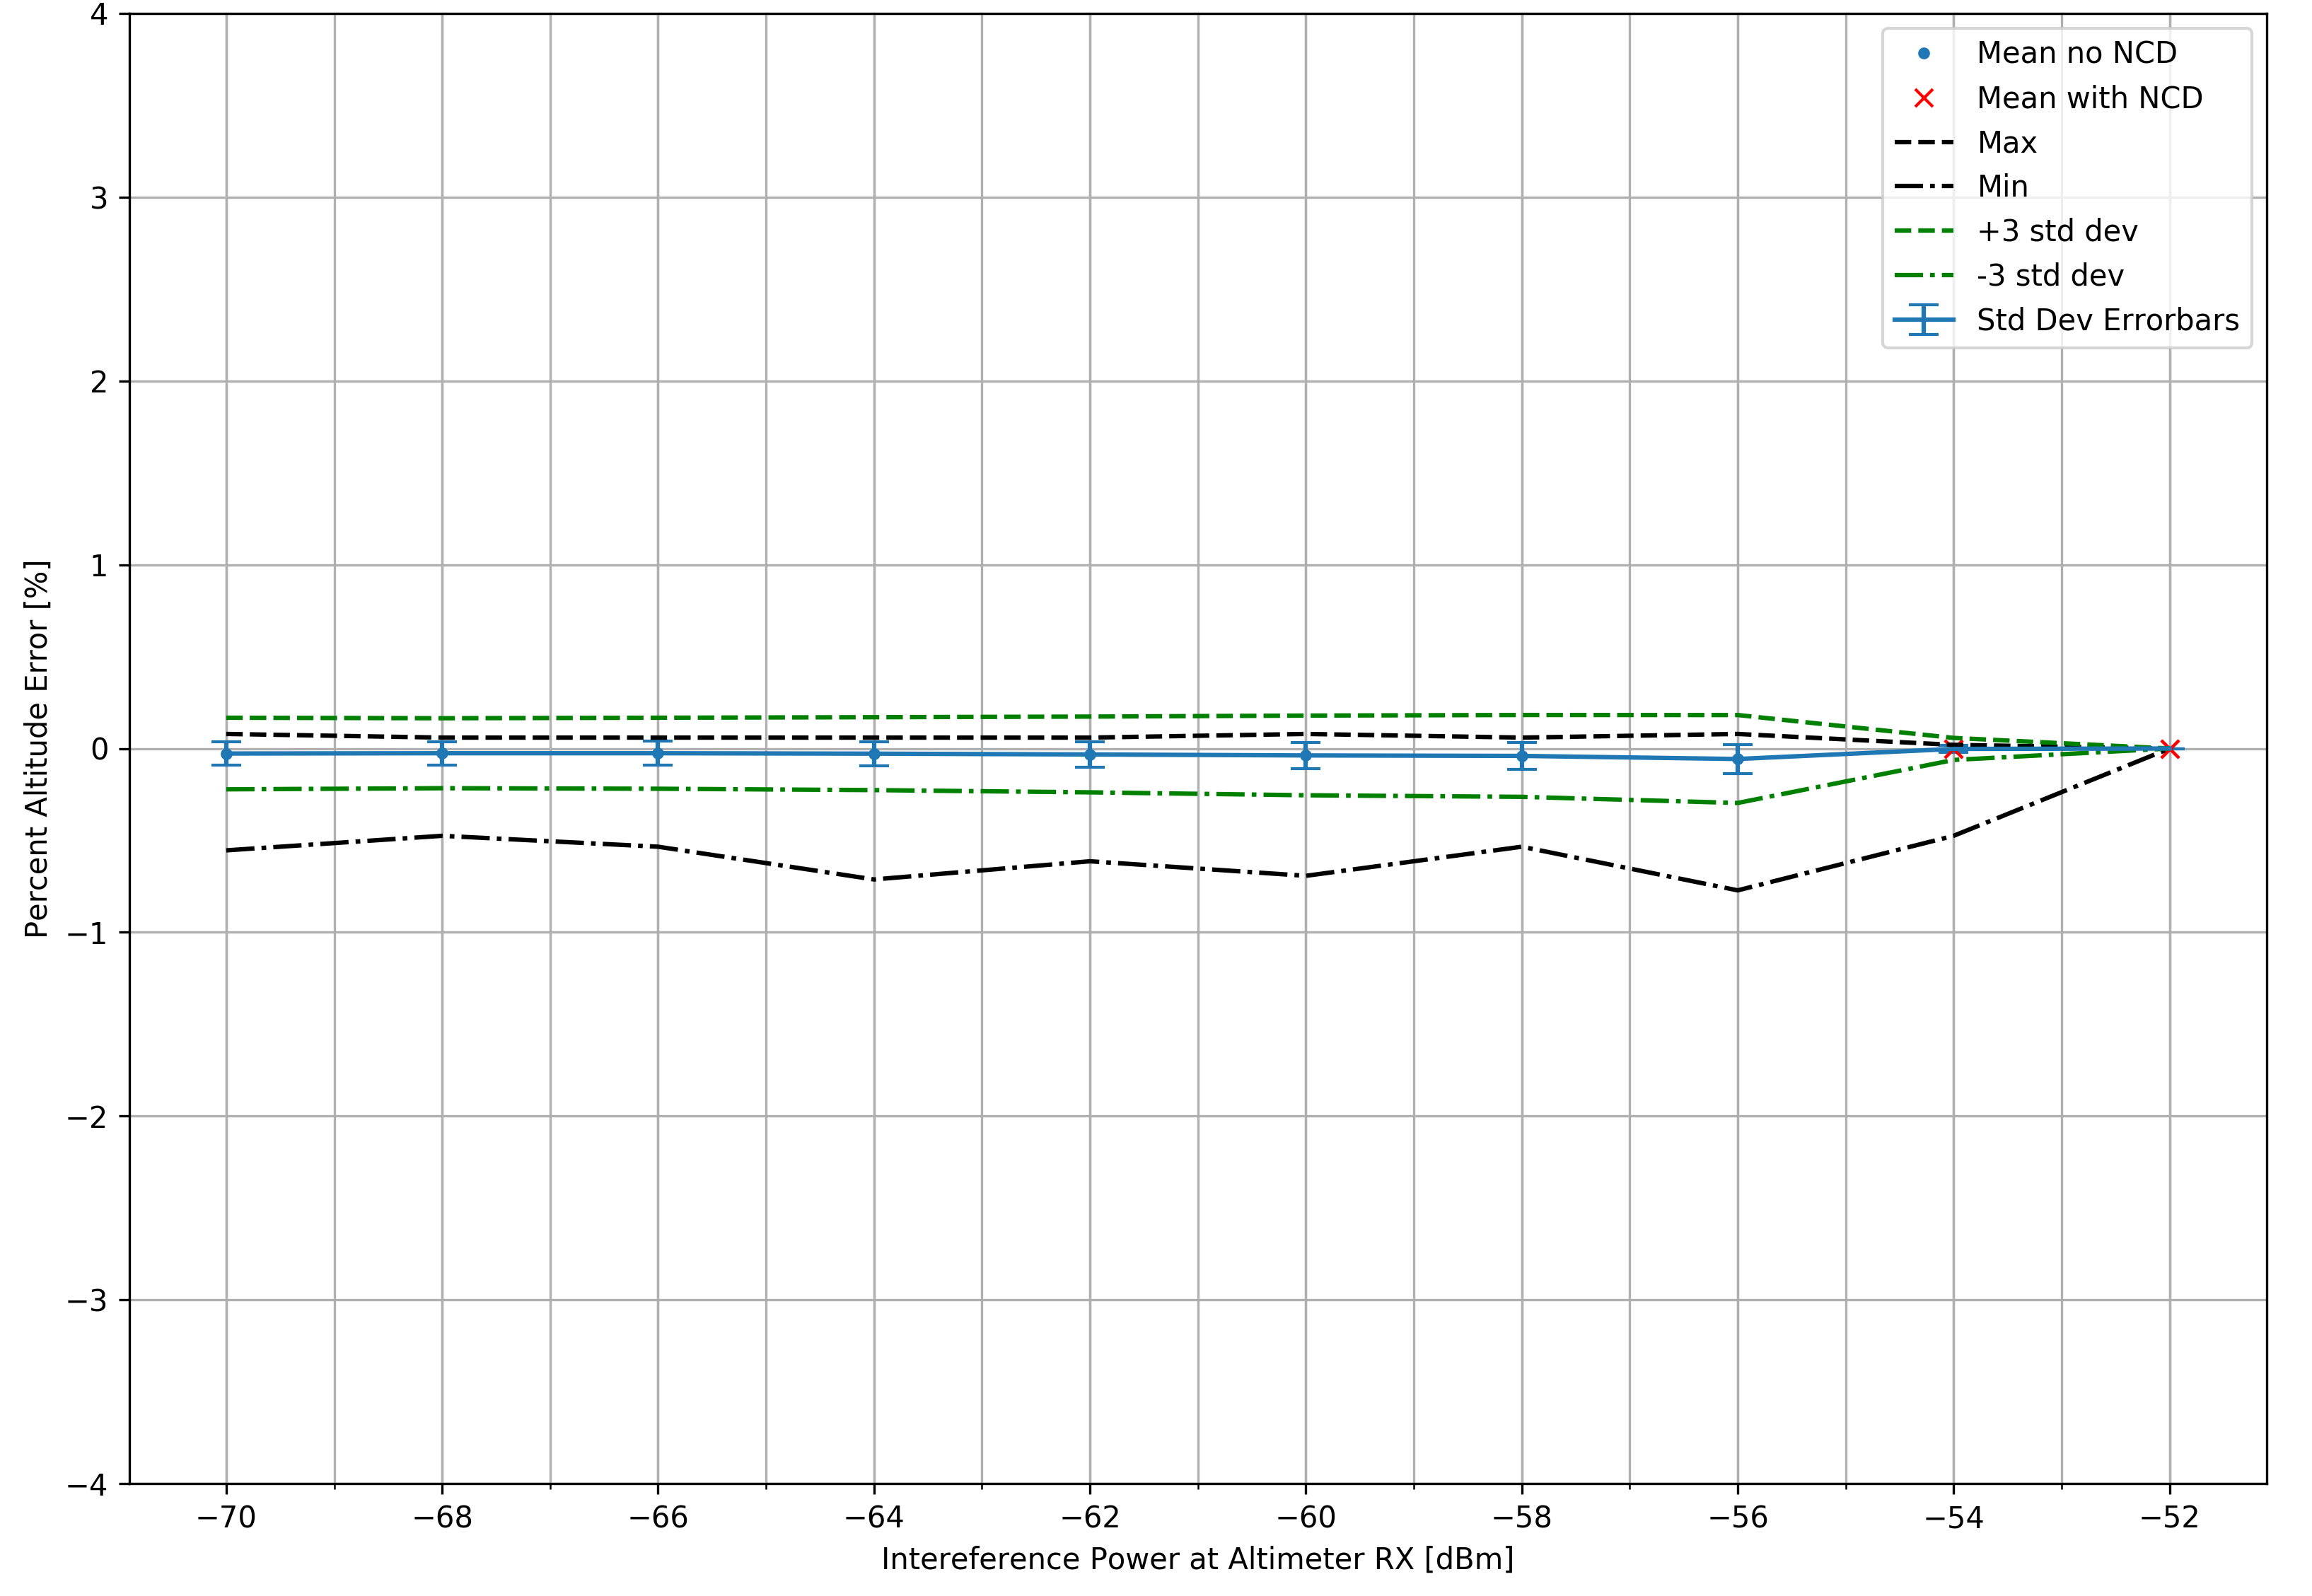 4
3
2
1
0
−1
−2
−3
−4
Percent Altitude Error [%]
Mean no NCD
Mean with NCD
Max
Min
+3 std dev
-3 std dev
Std Dev Errorbars
−70 −68 −66 −64 −62 −60 −58 −56 −54 −52
Intereference Power at Altimeter RX [dBm]